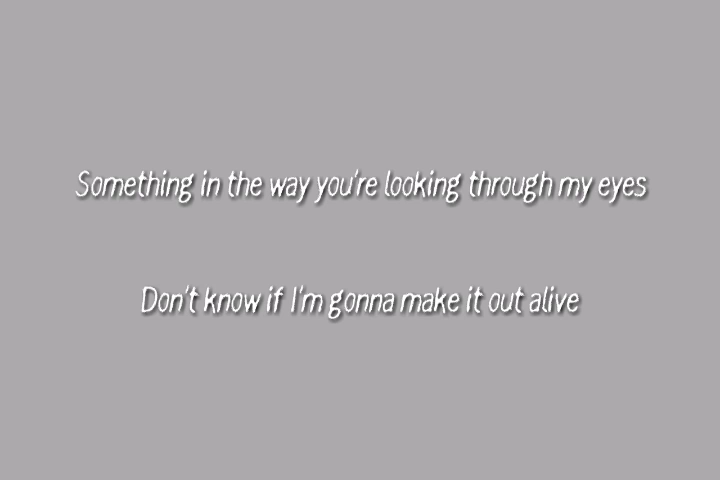 Something in the way you're looking through my eyes
Don't know if I'm gonna make it out alive